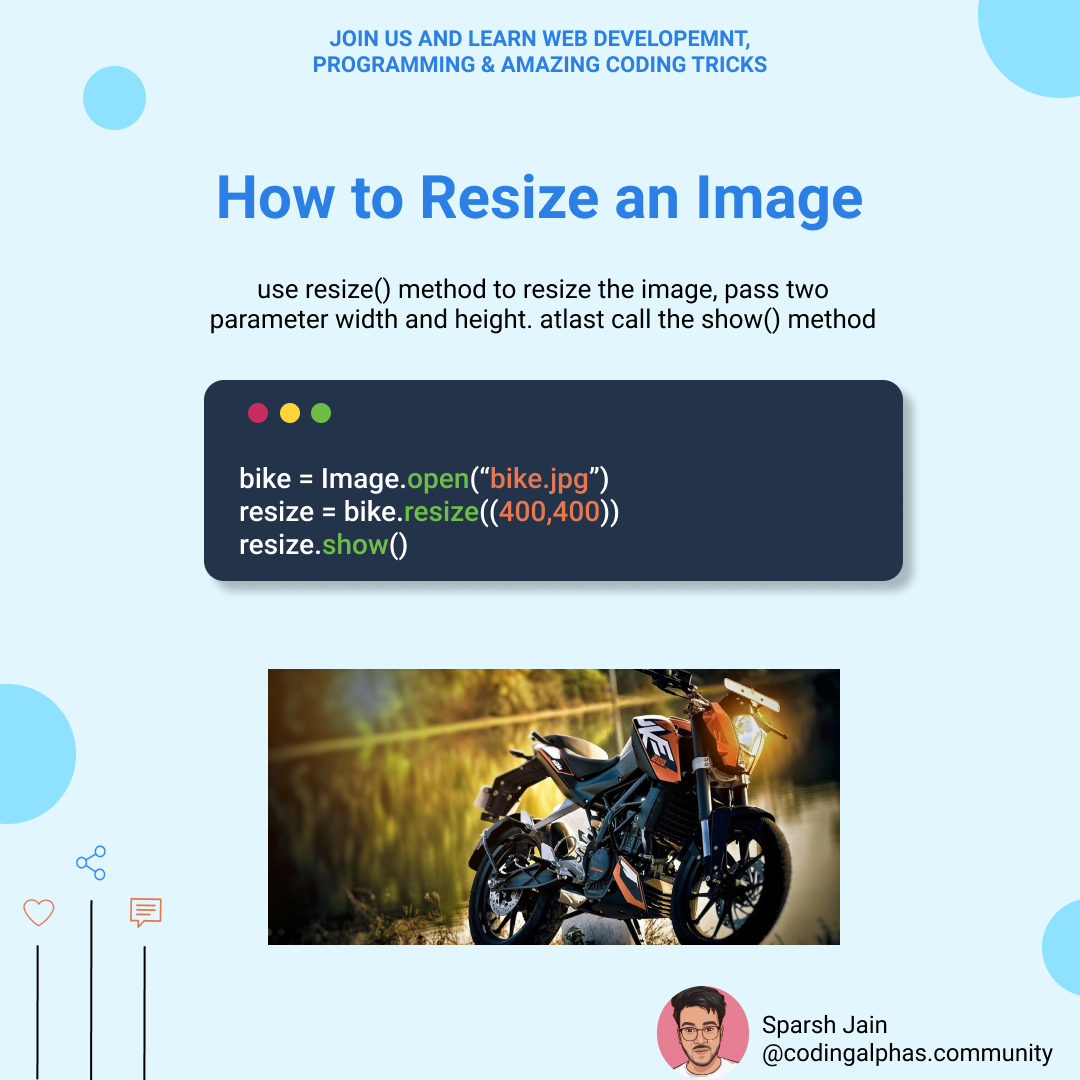 JOIN US AND LEARN WEB DEVELOPEMNT,
PROGRAMMING & AMAZING CODING TRICKS
How to Resize an Image
use resize() method to resize the image, pass two
parameter width and height. atlast call the show() method
bike = Image.open(“bike.jpg”)
resize = bike.resize((400,400))
resize.show()
Sparsh Jain
@codingalphas.community